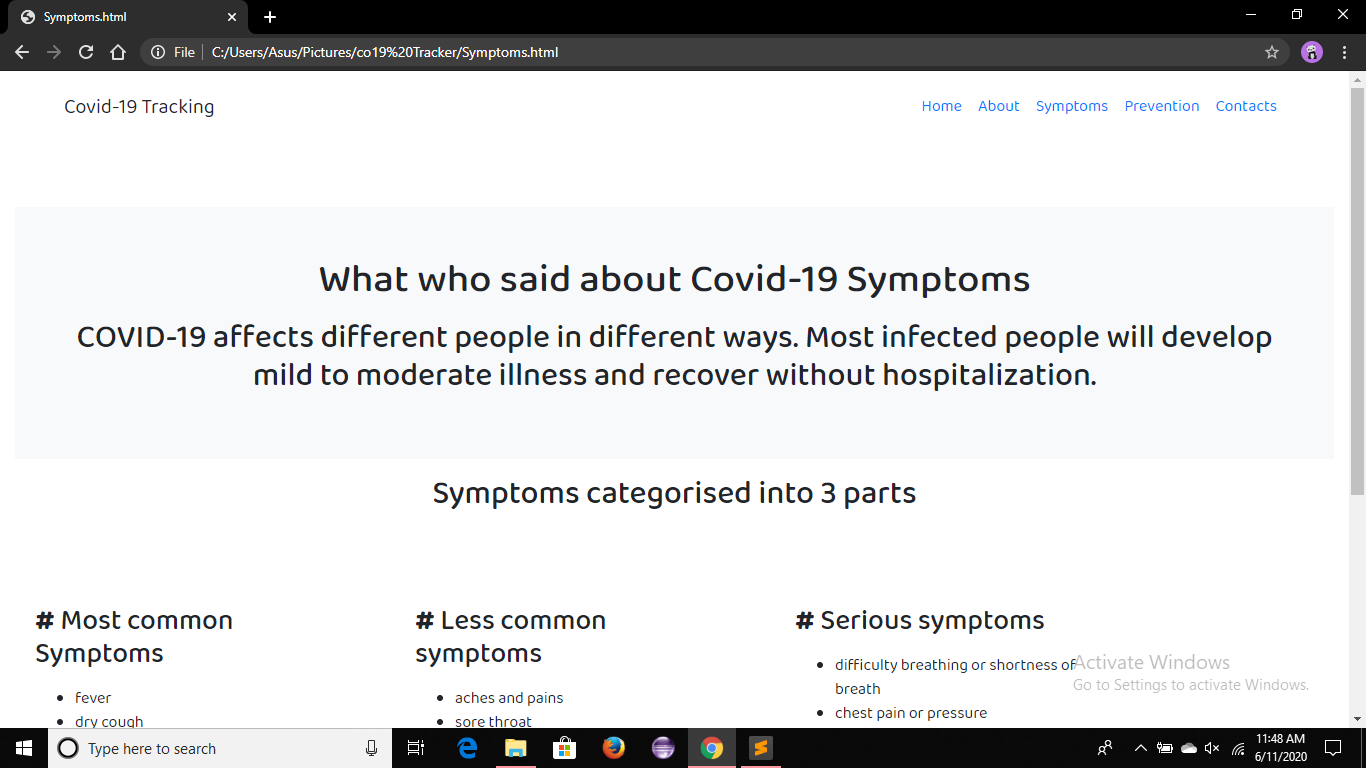 Symptoms.html
File C:/Users/Asus/Pictures/co19%20Tracker/Symptoms.html
Covid-19 Tracking
Home About Symptoms Prevention Contacts
What who said about Covid-19 Symptoms
COVID-19 affects different people in different ways. Most infected people will develop
mild to moderate illness and recover without hospitalization.
Symptoms categorised into 3 parts
# Most common
Symptoms
• fever
• dry cough
# Less common
symptoms
• aches and pains
• sore throat
# Serious symptoms
• difficulty breathing or shortness of
breath
• chest pain or pressure
Activate Windows
Go to Settings to activate Windows.
Type here to search
11:48 AM
6/11/2020